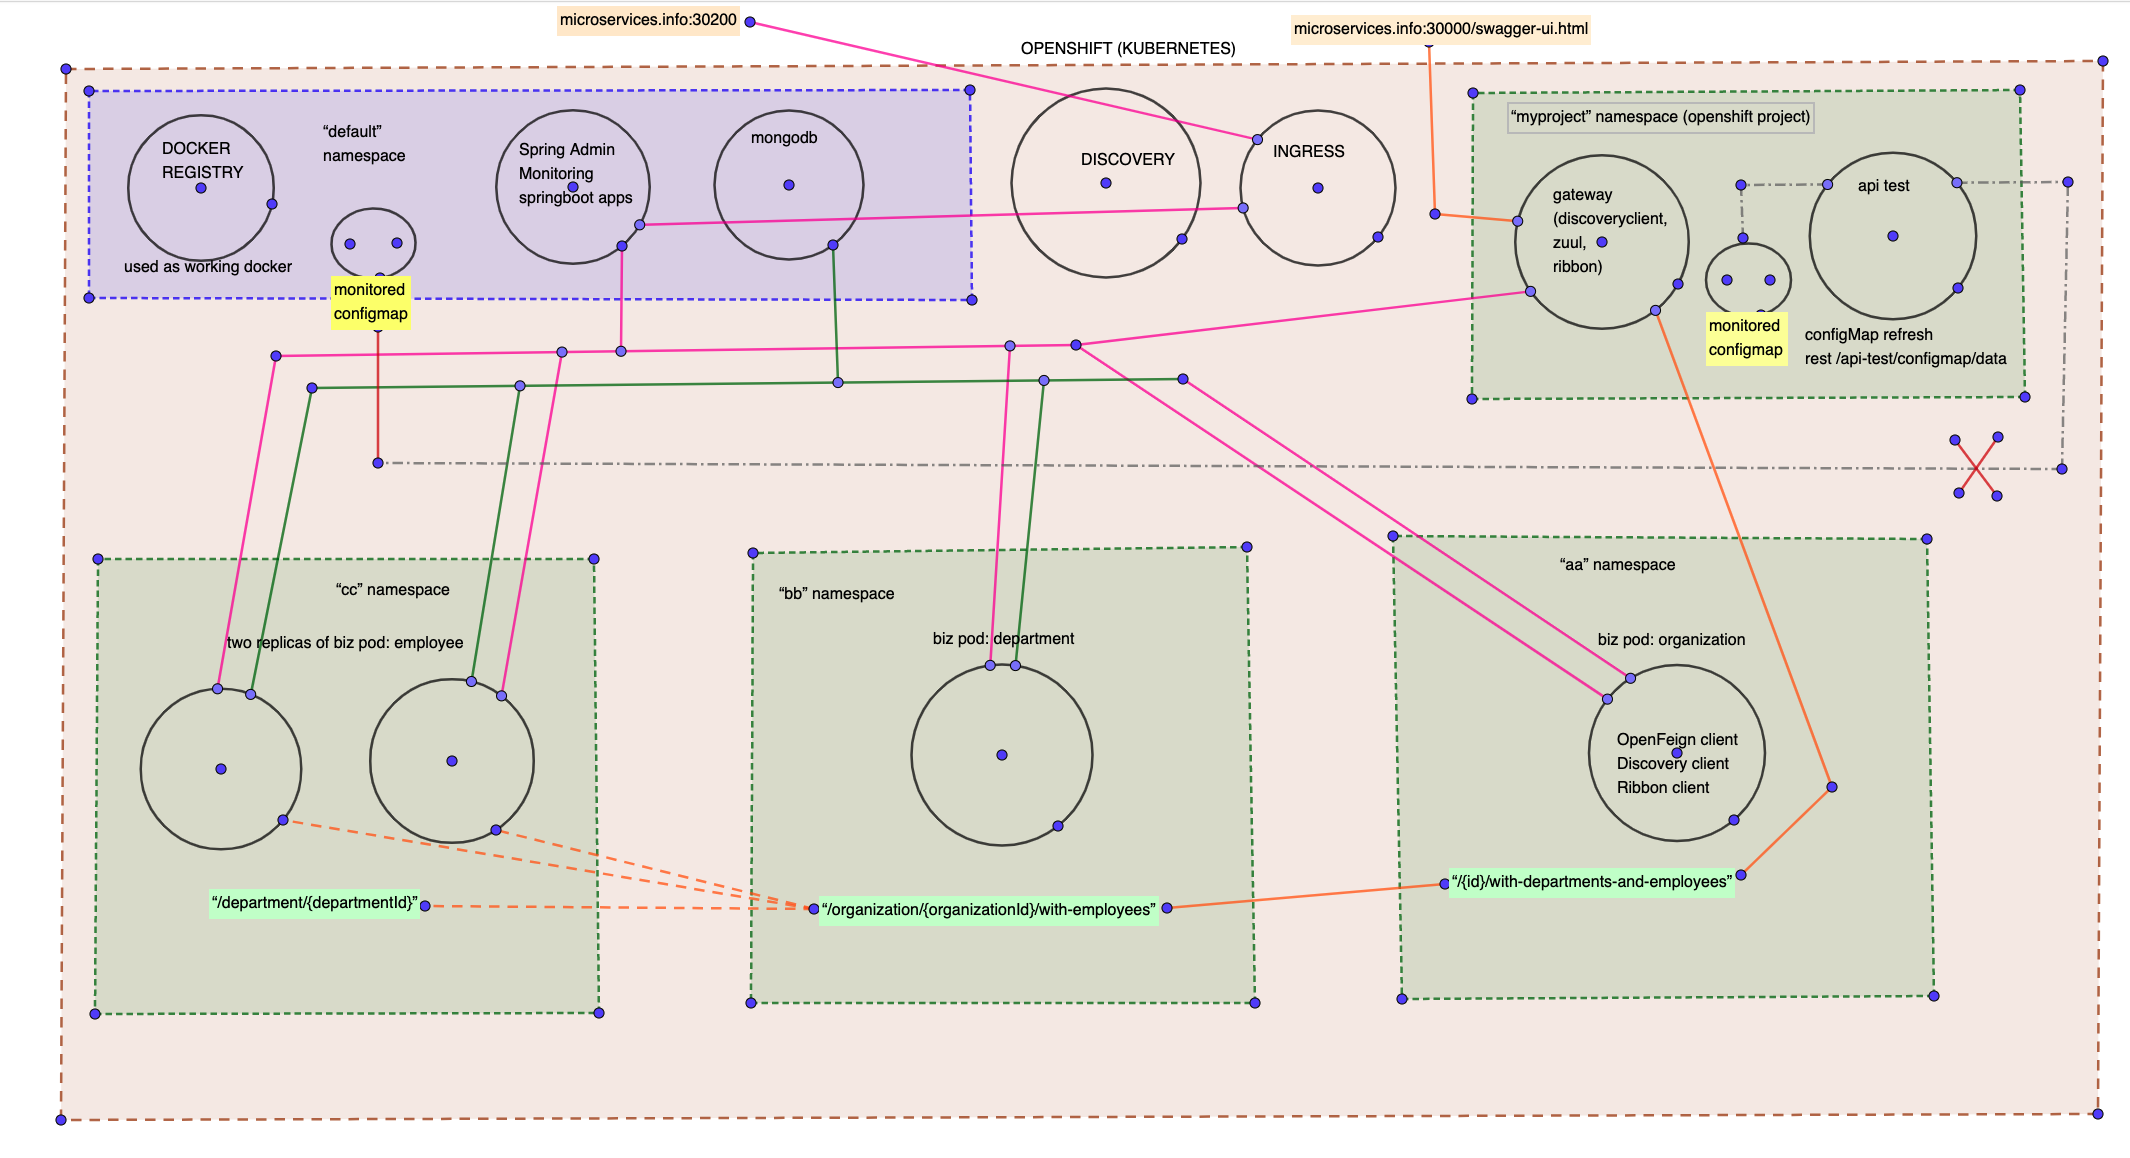 microservices.info:30200
microservices.info:30000/swagger-ui.html
OPENSHIFT (KUBERNETES)
DOCKER
REGISTRY
used as working docker
“default”
namespace
monitored
configmap
Spring Admin
Monitoring
springboot apps
mongodb
DISCOVERY
INGRESS
“myproject” namespace (openshift project)
gateway
(discoveryclient,
zuul,
ribbon)
api test
monitored
configmap
configMap refresh
rest /api-test/configmap/data
“cc” namespace
two replicas of biz pod: employee
“/department/{departmentId}”
“bb” namespace
biz pod: department
“/organization/{organizationId}/with-employees”
“aa” namespace
biz pod: organization
OpenFeign client
Discovery client
Ribbon client
“/{id}/with-departments-and-employees”